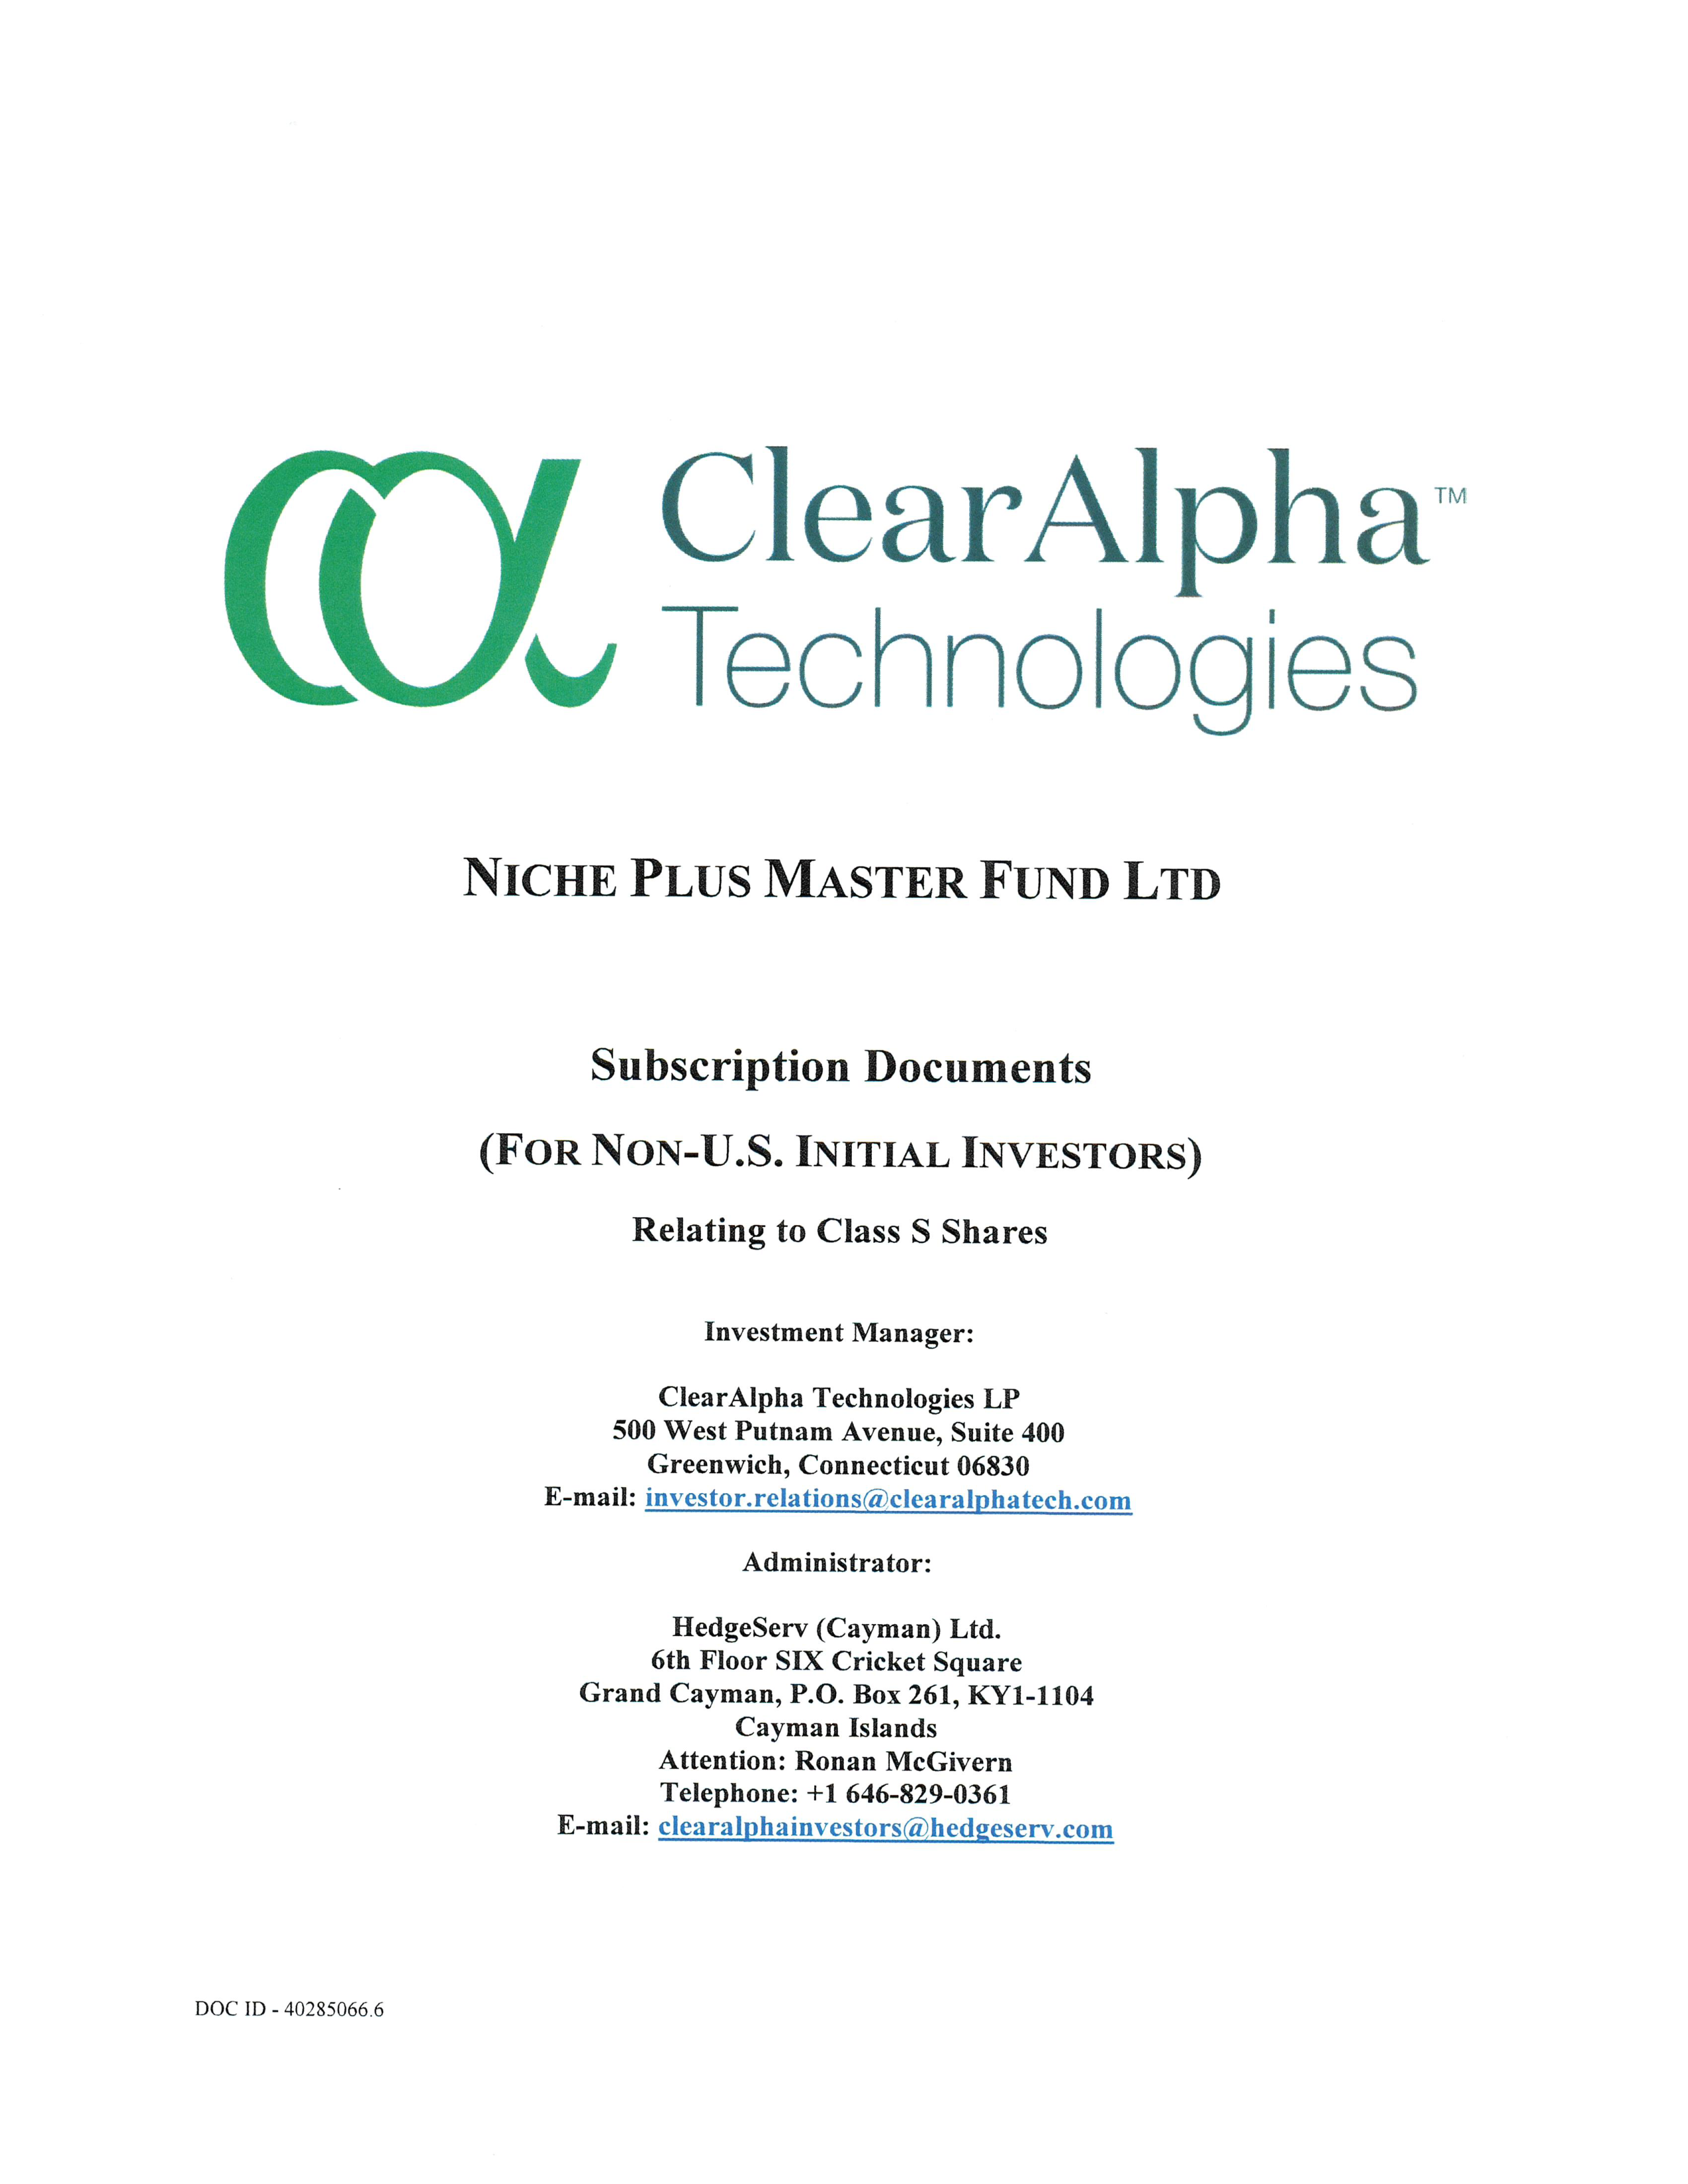 ClearAlpha™
Technologies
NICHE PLUS MASTER FUND LTD
Subscription Documents
(FOR NON-U.S. INITIAL INVESTORS)
Relating to Class S Shares
Investment Manager:
ClearAlpha Technologies LP
500 West Putnam Avenue, Suite 400
Greenwich, Connecticut 06830
E-mail: investor.relations@clearalphatech.com
Administrator:
HedgeServ (Cayman) Ltd.
6th Floor SIX Cricket Square
Grand Cayman, P.O. Box 261, KY1-1104
Cayman Islands
Attention: Ronan McGivern
Telephone: +1 646-829-0361
E-mail: clearalphainvestors@hedgeserv.com
DOC ID - 40285066.6